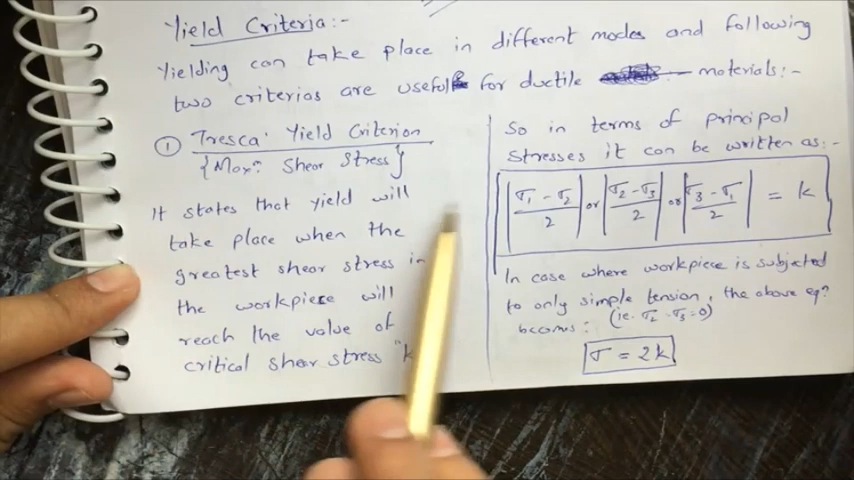 Yield Criteria:-
Yielding can take place in different modes and following
two criterias are useful for ductile materials:-
① Tresca Yield Criterion
{Max^n. Shear Stress}
It states that yield will
take place when the
greatest shear stress in
the workpiece will
reach the value of
critical shear stress "k
So in terms of principal
stresses it can be written as:-
|σ1 - σ2 / 2| or |σ2 - σ3 / 2| or |σ3 - σ1 / 2| = k
In case where workpiece is subjected
to only simple tension, the above eq^n
becomes: (ie. σ2 = σ3 = 0)
σ = 2k